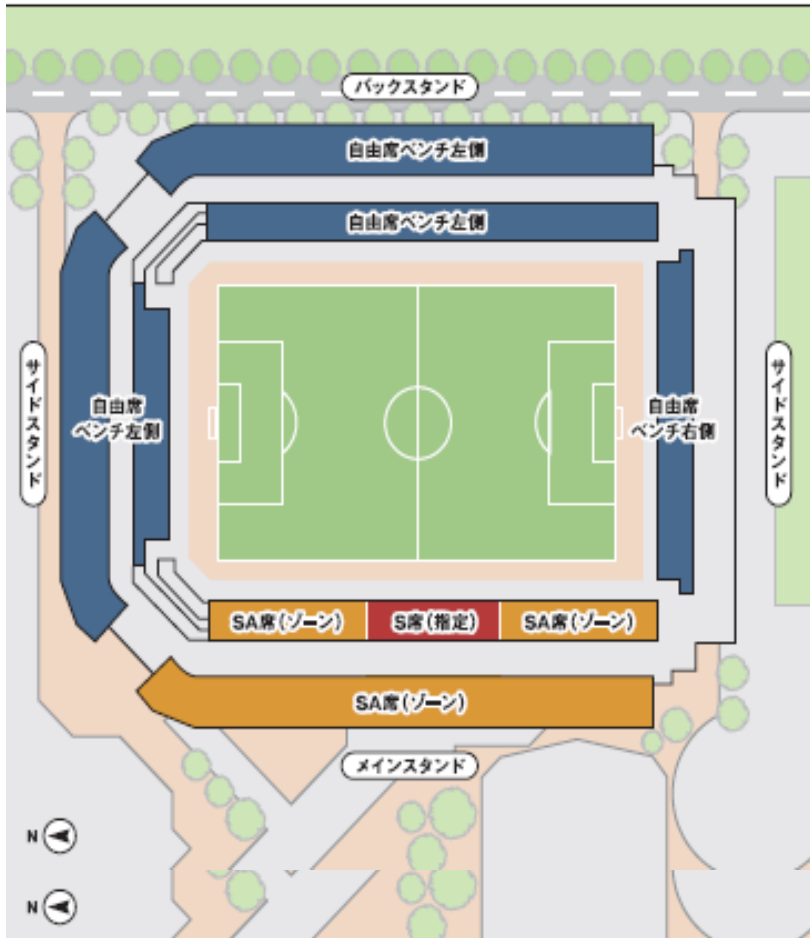 バックスタンド
自由席ベンチ左側
自由席ベンチ左側
サイドスタンド
自由席
ベンチ左側
自由席
ベンチ右側
サイドスタンド
SA席(ゾーン)
S席(指定)
SA席(ゾーン)
SA席(ゾーン)
メインスタンド
N
N